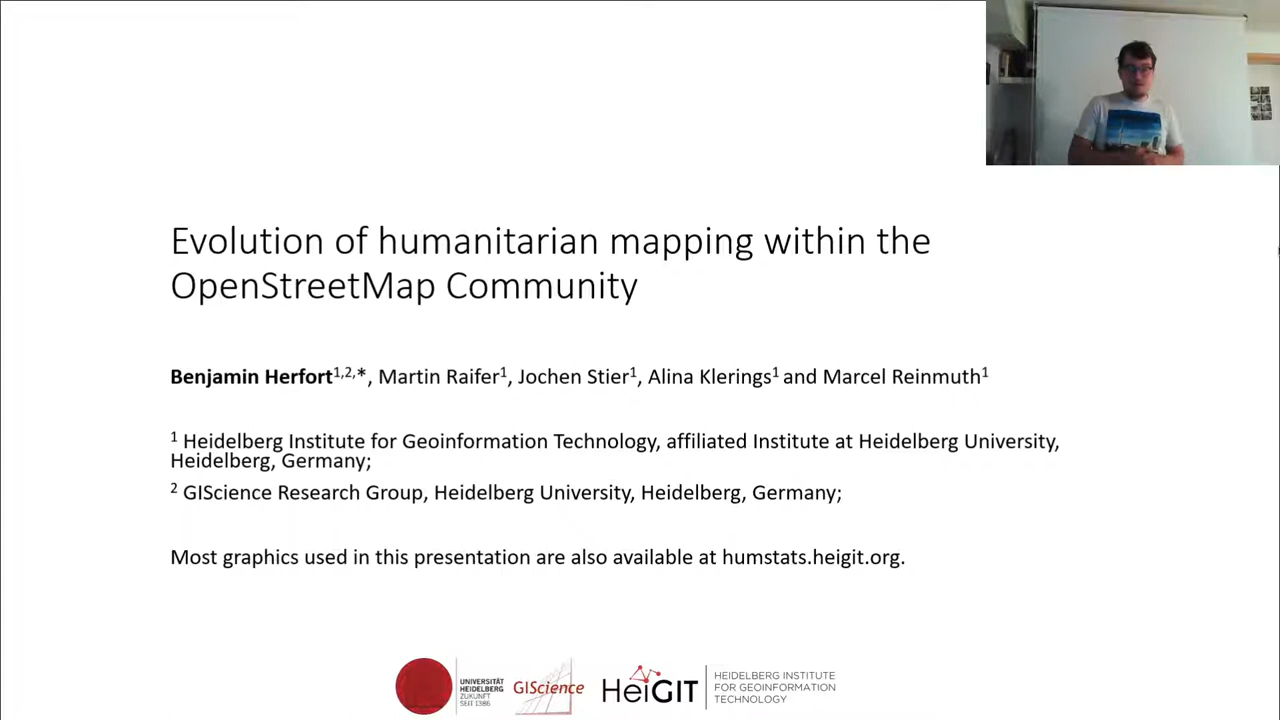 Evolution of humanitarian mapping within the
OpenStreetMap Community
Benjamin Herfort1,2,*, Martin Raifer1, Jochen Stier1, Alina Klerings1 and Marcel Reinmuth1
1 Heidelberg Institute for Geoinformation Technology, affiliated Institute at Heidelberg University,
Heidelberg, Germany;
2 GIScience Research Group, Heidelberg University, Heidelberg, Germany;
Most graphics used in this presentation are also available at humstats.heigit.org.
UNIVERSITÄT
HEIDELBERG
ZUKUNFT
SEIT 1386
GIScience
HeiGIT
HEIDELBERG INSTITUTE
FOR GEOINFORMATION
TECHNOLOGY